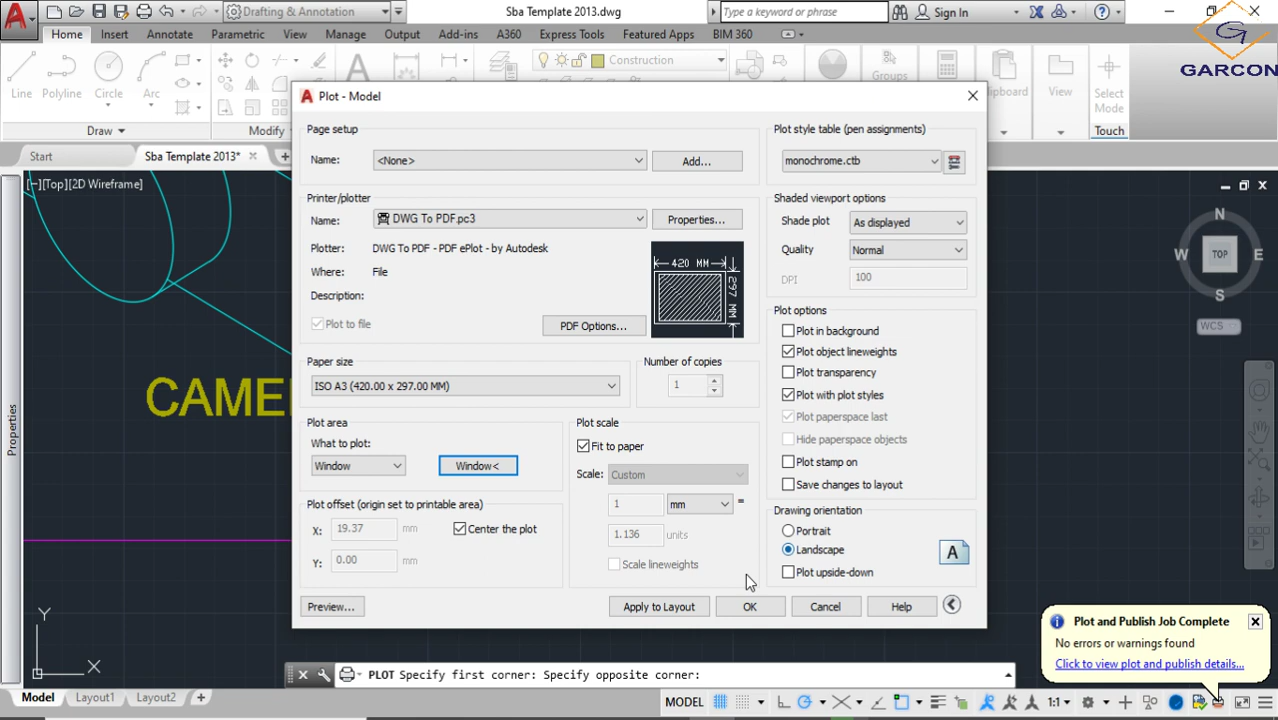 Drafting & Annotation
Sba Template 2013.dwg
Type a keyword or phrase
Sign In
G
GARCON
Home Insert Annotate Parametric View Manage Output Add-ins A360 Express Tools Featured Apps BIM 360
Line Polyline Circle Arc
Construction
Groups
Clipboard
View
Select
Mode
Draw
Modify
Touch
Start
Sba Template 2013*
[−][Top][2D Wireframe]
N
W TOP E
S
WCS
Properties
CAME
Y
X
A Plot - Model
Page setup
Name: <None> Add...
Printer/plotter
Name: DWG To PDF.pc3 Properties...
Plotter: DWG To PDF - PDF ePlot - by Autodesk
Where: File
Description:
Plot to file
PDF Options...
420 MM
297 MM
Paper size
ISO A3 (420.00 x 297.00 MM)
Number of copies
1
Plot area
What to plot:
Window Window<
Plot offset (origin set to printable area)
X: 19.37 mm
Center the plot
Y: 0.00 mm
Plot scale
Fit to paper
Scale: Custom
1 mm =
1.136 units
Scale lineweights
Plot style table (pen assignments)
monochrome.ctb
Shaded viewport options
Shade plot As displayed
Quality Normal
DPI 100
Plot options
Plot in background
Plot object lineweights
Plot transparency
Plot with plot styles
Plot paperspace last
Hide paperspace objects
Plot stamp on
Save changes to layout
Drawing orientation
Portrait
Landscape
Plot upside-down
A
Preview... Apply to Layout OK Cancel Help
Plot and Publish Job Complete
No errors or warnings found
Click to view plot and publish details...
PLOT Specify first corner: Specify opposite corner:
Model Layout1 Layout2 +
MODEL
1:1